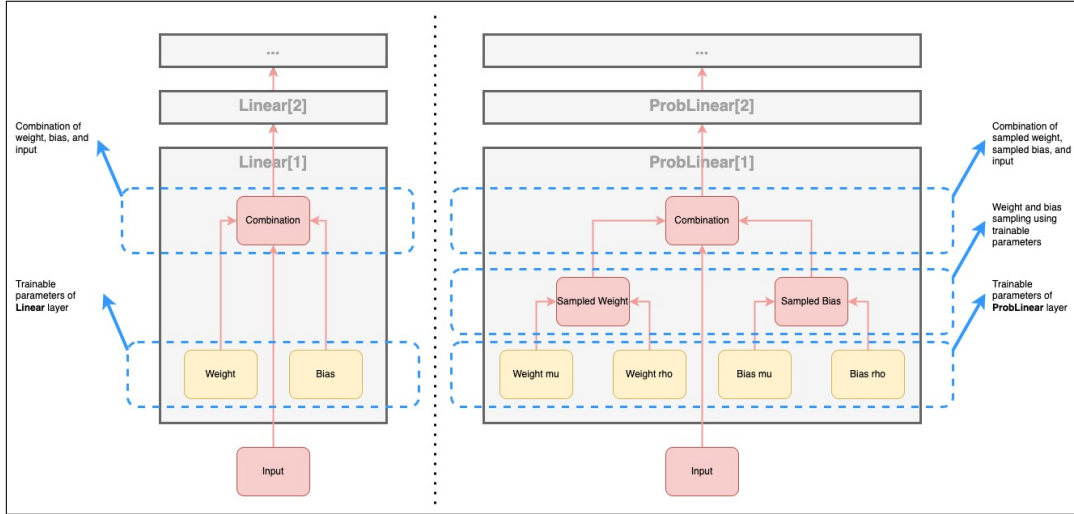 ...
Linear[2]
Linear[1]
Combination of
weight, bias, and
input
Combination
Trainable
parameters of
Linear layer
Weight
Bias
Input
...
ProbLinear[2]
ProbLinear[1]
Combination of
sampled weight,
sampled bias, and
input
Combination
Weight and bias
sampling using
trainable
parameters
Sampled Weight
Sampled Bias
Trainable
parameters of
ProbLinear layer
Weight mu
Weight rho
Bias mu
Bias rho
Input